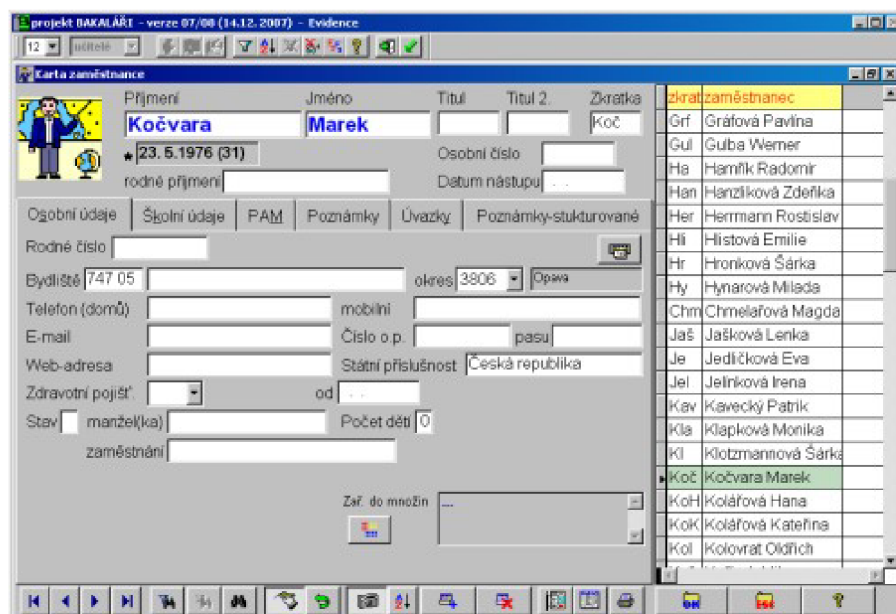 projekt BAKALÁŘI - verze 07/08 (14.12. 2007) - Evidence
12 učitelé
Karta zaměstnance
Příjmení Jméno Titul Titul 2. Zkratka
Kočvara Marek Koč
* 23. 5.1976 (31) Osobní číslo
rodné příjmení Datum nástupu . .
Osobní údaje Školní údaje PAM Poznámky Úvazky Poznámky-stukturované
Rodné číslo
Bydliště 747 05 okres 3806 Opava
Telefon (domů) mobilní
E-mail Číslo o.p. pasu
Web-adresa Státní příslušnost Česká republika
Zdravotní pojišť. od . .
Stav manžel(ka) Počet dětí 0
zaměstnání
Zař. do množin ...
zkrat zaměstnanec
Grf Gráfová Pavlína
Gul Gulba Werner
Ha Hamřík Radomír
Han Hanzlíková Zdeňka
Her Herrmann Rostislav
Hli Hlistová Emilie
Hr Hronková Šárka
Hy Hynarová Milada
Chm Chmelařová Magda
Jaš Jašková Lenka
Je Jedličková Eva
Jel Jelínková Irena
Kav Kavecký Patrik
Kla Klapková Monika
Kl Klotzmannová Šárka
Koč Kočvara Marek
KoH Kolářová Hana
KoK Kolářová Kateřina
Kol Kolovrat Oldřich
OK ESC ?